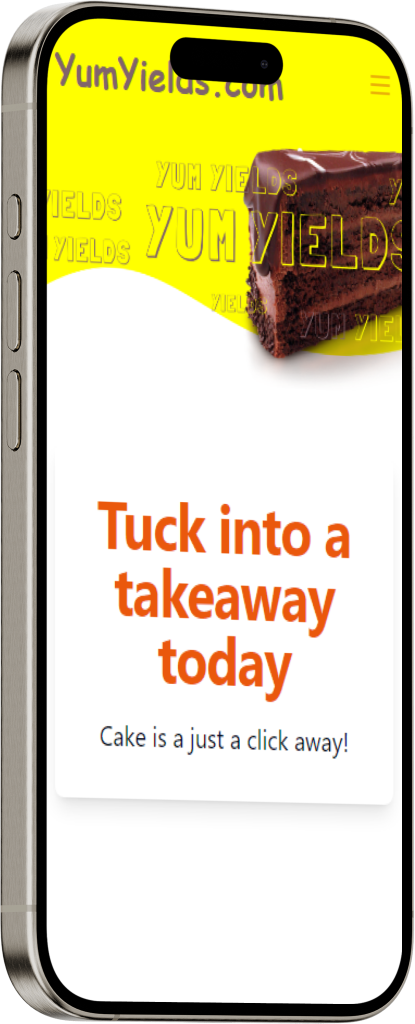 YumYields.com
YUM YIELDS
YIELDS
YUM YIELDS
YIELDS
YIELDS
YUM YIELDS
Tuck into a
takeaway
today
Cake is a just a click away!